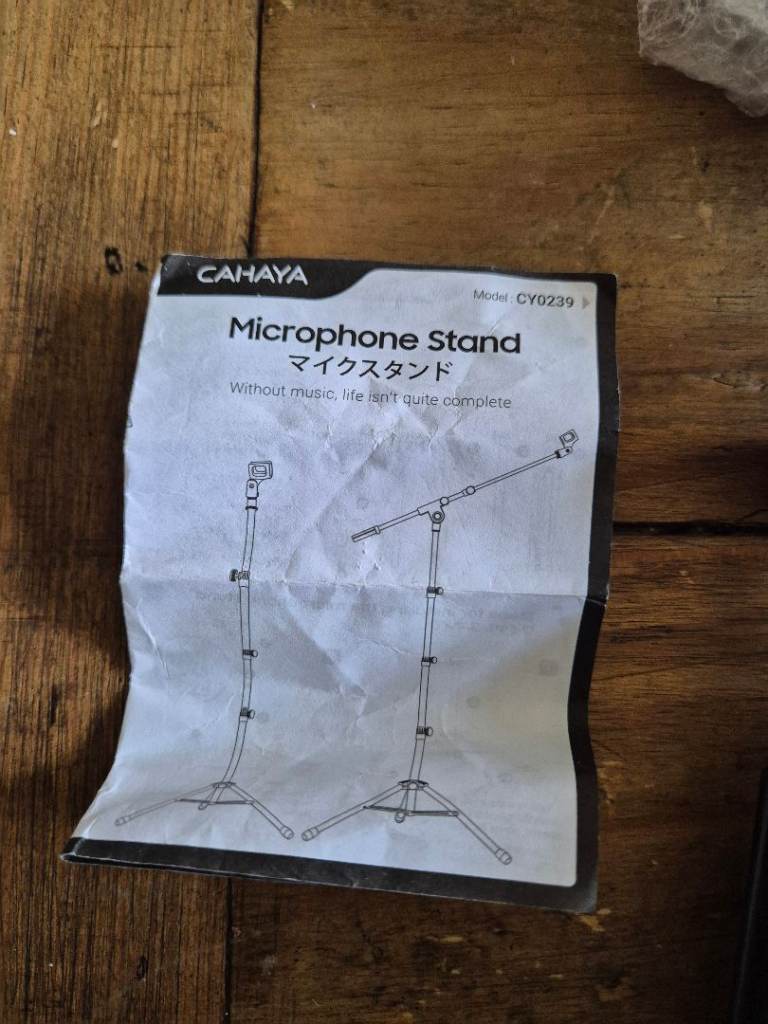 CAHAYA
Model : CY0239
Microphone Stand
マイクスタンド
Without music, life isn't quite complete